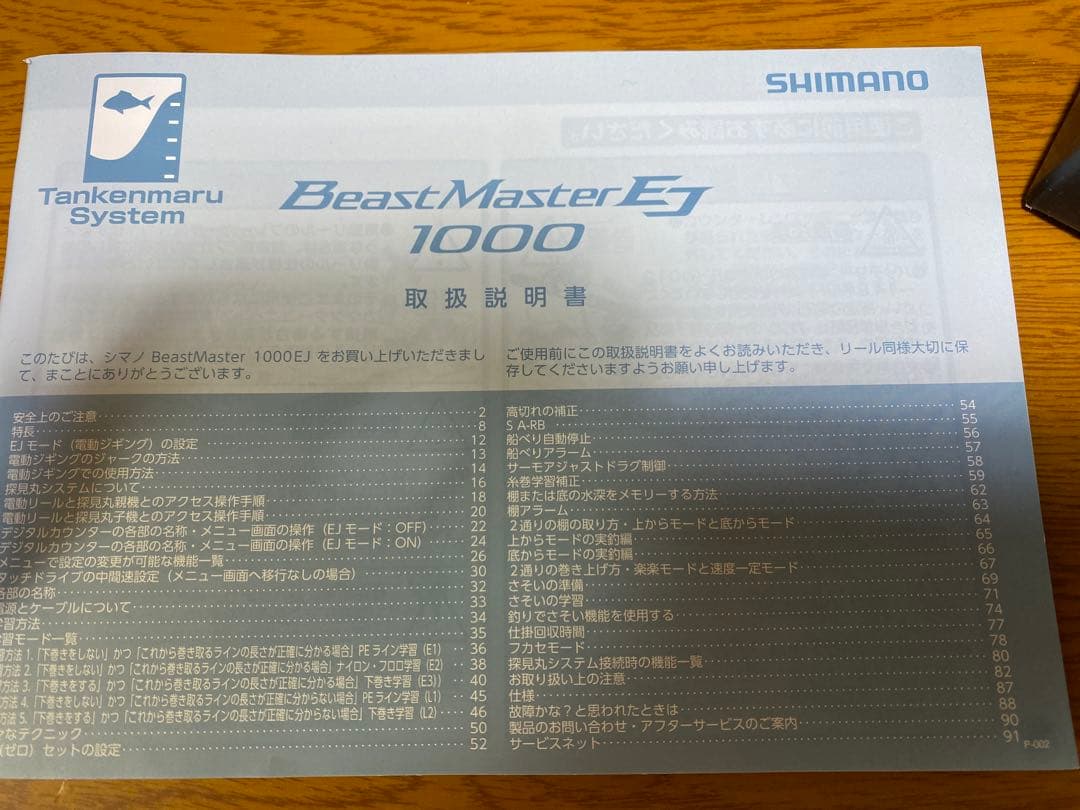 SHIMANO
Tankenmaru
System
BeastMaster EJ
1000
取扱説明書
このたびは、シマノ BeastMaster 1000EJ をお買い上げいただきまし
て、まことにありがとうございます。
ご使用前にこの取扱説明書をよくお読みいただき、リール同様大切に保
存してくださいますようお願い申し上げます。
安全上のご注意 2
特長 8
EJモード（電動ジギング）の設定 12
電動ジギングのジャークの方法 13
電動ジギングでの使用方法 14
探見丸システムについて 16
電動リールと探見丸親機とのアクセス操作手順 18
電動リールと探見丸子機とのアクセス操作手順 20
デジタルカウンターの各部の名称・メニュー画面の操作（EJモード：OFF） 22
デジタルカウンターの各部の名称・メニュー画面の操作（EJモード：ON） 24
メニューで設定の変更が可能な機能一覧 26
タッチドライブの中間速設定（メニュー画面へ移行なしの場合） 30
各部の名称 32
電源とケーブルについて 33
学習方法 34
学習モード一覧 35
習方法 1.「下巻きをしない」かつ「これから巻き取るラインの長さが正確に分かる場合」PEライン学習（E1） 36
方法 2.「下巻きをしない」かつ「これから巻き取るラインの長さが正確に分かる場合」ナイロン・フロロ学習（E2） 38
方法 3.「下巻きをする」かつ「これから巻き取るラインの長さが正確に分かる場合」下巻き学習（E3)） 40
方法 4.「下巻きをしない」かつ「これから巻き取るラインの長さが正確に分からない場合」PEライン学習（L1） 45
方法 5.「下巻きをする」かつ「これから巻き取るラインの長さが正確に分からない場合」下巻き学習（L2） 46
なテクニック 50
（ゼロ）セットの設定 52
高切れの補正 54
S A-RB 55
船べり自動停止 56
船べりアラーム 57
サーモアジャストドラグ制御 58
糸巻学習補正 59
棚または底の水深をメモリーする方法 62
棚アラーム 63
2通りの棚の取り方・上からモードと底からモード 64
上からモードの実釣編 65
底からモードの実釣編 66
2通りの巻き上げ方・楽楽モードと速度一定モード 67
さそいの準備 69
さそいの学習 71
釣りでさそい機能を使用する 74
仕掛回収時間 77
フカセモード 78
探見丸システム接続時の機能一覧 80
お取り扱い上の注意 82
仕様 87
故障かな？と思われたときは 88
製品のお問い合わせ・アフターサービスのご案内 90
サービスネット 91
P-002